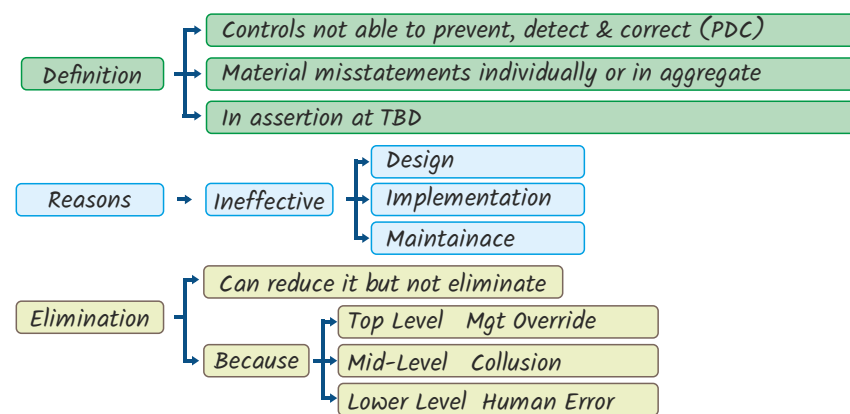 Controls not able to prevent, detect & correct (PDC)
Definition
Material misstatements individually or in aggregate
In assertion at TBD
Design
Reasons
Ineffective
Implementation
Maintainace
Can reduce it but not eliminate
Elimination
Top Level Mgt Override
Because
Mid-Level Collusion
Lower Level Human Error